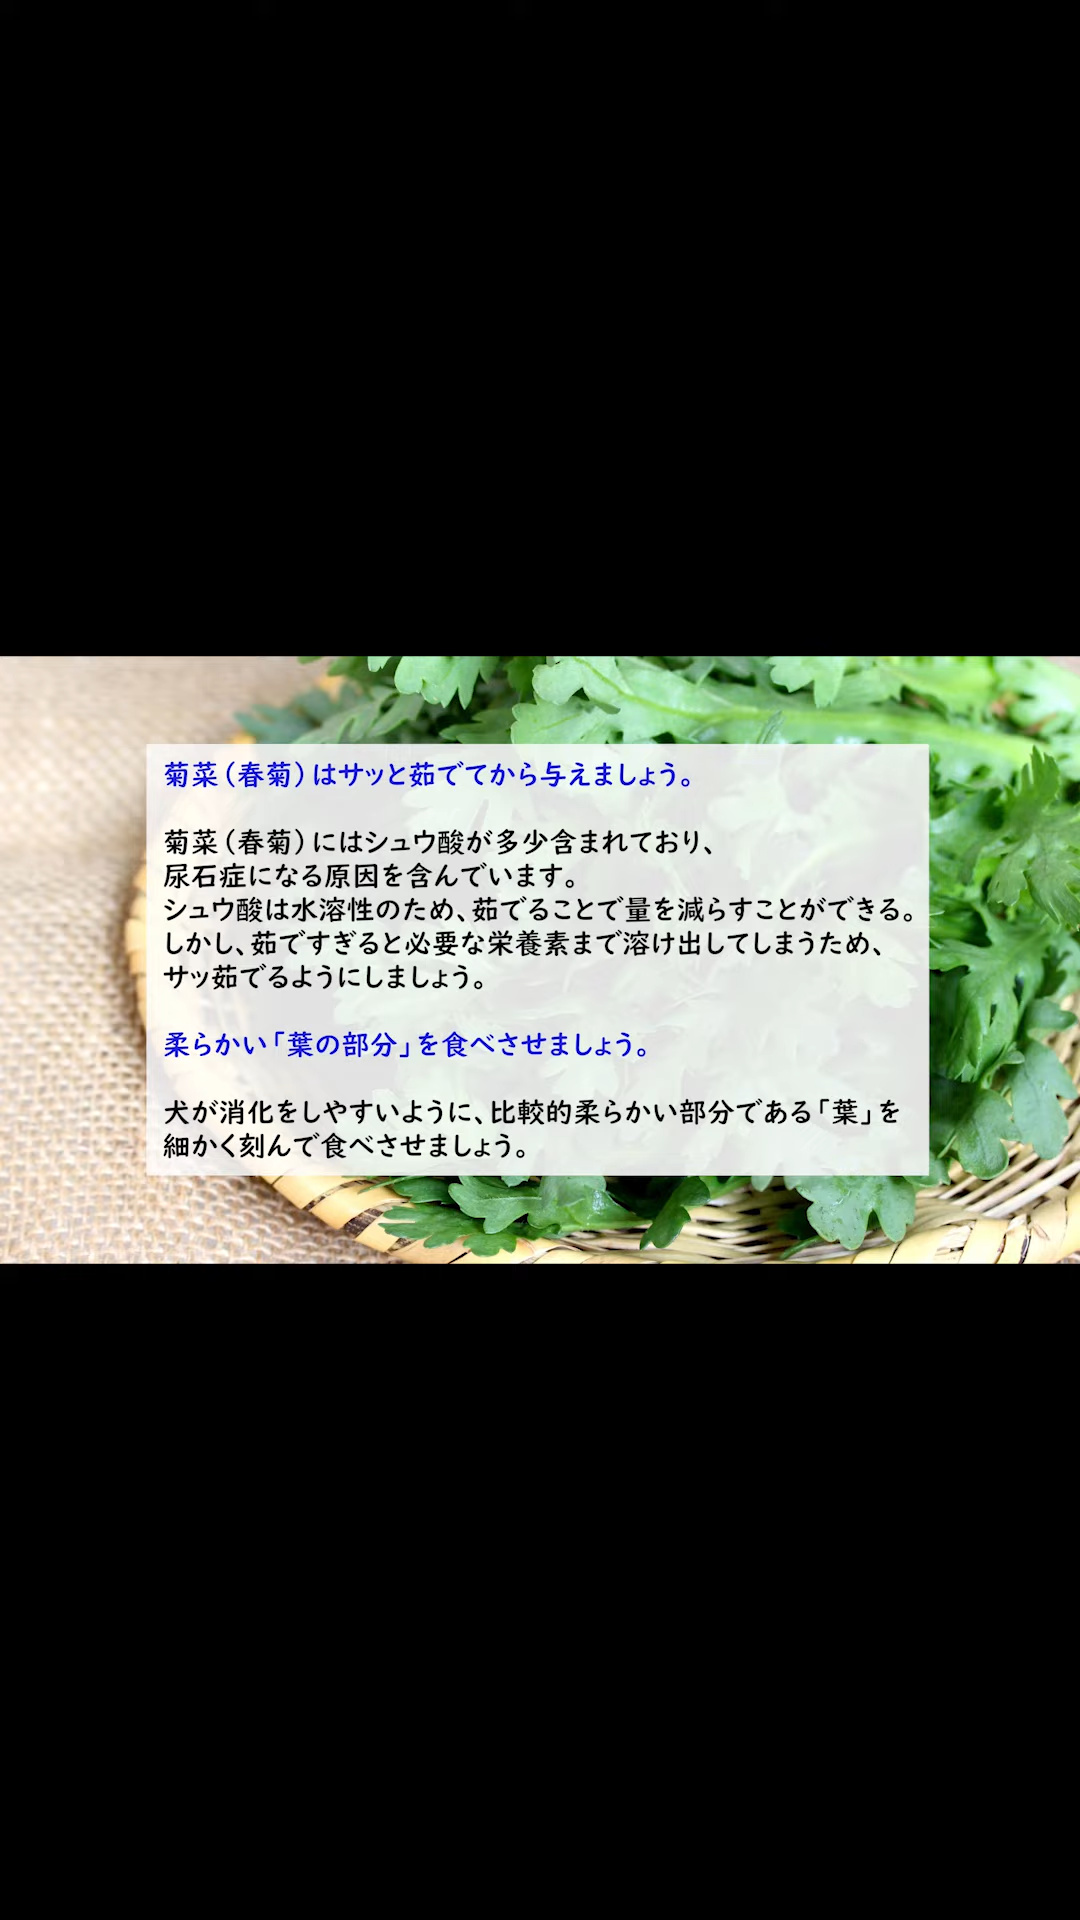 菊菜（春菊）はサッと茹でてから与えましょう。
菊菜（春菊）にはシュウ酸が多少含まれており、
尿石症になる原因を含んでいます。
シュウ酸は水溶性のため、茹でることで量を減らすことができる。
しかし、茹ですぎると必要な栄養素まで溶け出してしまうため、
サッ茹でるようにしましょう。
柔らかい「葉の部分」を食べさせましょう。
犬が消化をしやすいように、比較的柔らかい部分である「葉」を
細かく刻んで食べさせましょう。